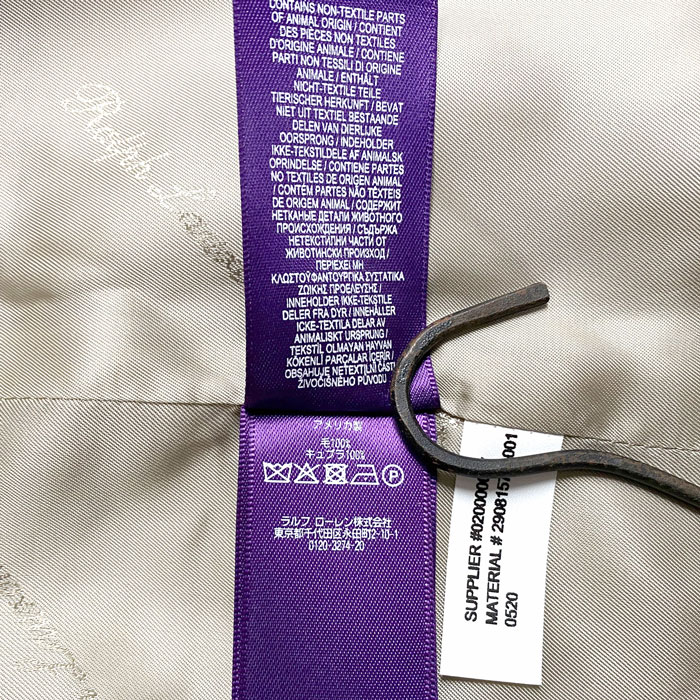 CONTAINS NON-TEXTILE PARTS
OF ANIMAL ORIGIN / CONTIENT
DES PIÈCES NON TEXTILES
D'ORIGINE ANIMALE / CONTIENE
PARTI NON TESSILI DI ORIGINE
ANIMALE / ENTHÄLT
NICHT-TEXTILE TEILE
TIERISCHER HERKUNFT / BEVAT
NIET UIT TEXTIEL BESTAANDE
DELEN VAN DIERLIJKE
OORSPRONG / INDEHOLDER
IKKE-TEKSTILDELE AF ANIMALSK
OPRINDELSE / CONTIENE PARTES
NO TEXTILES DE ORIGEN ANIMAL
/ CONTÉM PARTES NÃO TÊXTEIS
DE ORIGEM ANIMAL / СОДЕРЖИТ
НЕТКАНЫЕ ДЕТАЛИ ЖИВОТНОГО
ПРОИСХОЖДЕНИЯ / СЪДЪРЖА
НЕТЕКСТИЛНИ ЧАСТИ ОТ
ЖИВОТИНСКИ ПРОИЗХОД /
ΠΕΡΙΕΧΕΙ ΜΗ
ΚΛΩΣΤΟΫΦΑΝΤΟΥΡΓΙΚΑ ΣΥΣΤΑΤΙΚΑ
ΖΩΙΚΗΣ ΠΡΟΕΛΕΥΣΗΣ /
INNEHOLDER IKKE-TEKSTILE
DELER FRA DYR / INNEHÅLLER
ICKE-TEXTILA DELAR AV
ANIMALISKT URSPRUNG /
TEKSTİL OLMAYAN HAYVAN
KÖKENLİ PARÇALAR İÇERİR /
OBSAHUJE NETEXTILNÍ ČÁSTI
ŽIVOČIŠNÉHO PŮVODU
アメリカ製
毛100%
キュプラ100%
P
ラルフ ローレン株式会社
東京都千代田区永田町2-10-1
0120-3274-20
SUPPLIER
MATERIAL #
0520
Ralph